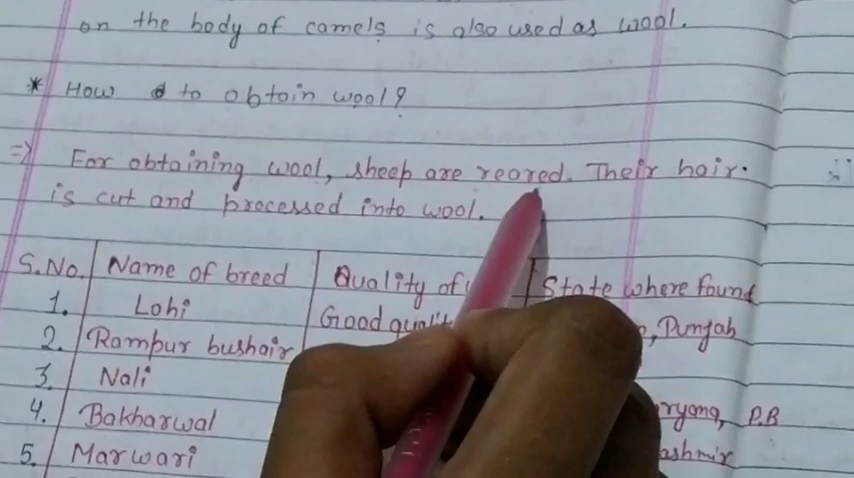 on the body of camels is also used as wool.
* How to obtain wool?
=> For obtaining wool, sheep are reared. Their hair
is cut and processed into wool.
S.No. Name of breed Quality of State where found
1. Lohi Good , Punjab
2. Rampur bushair
3. Nali
4. Bakharwal P.B
5. Marwari